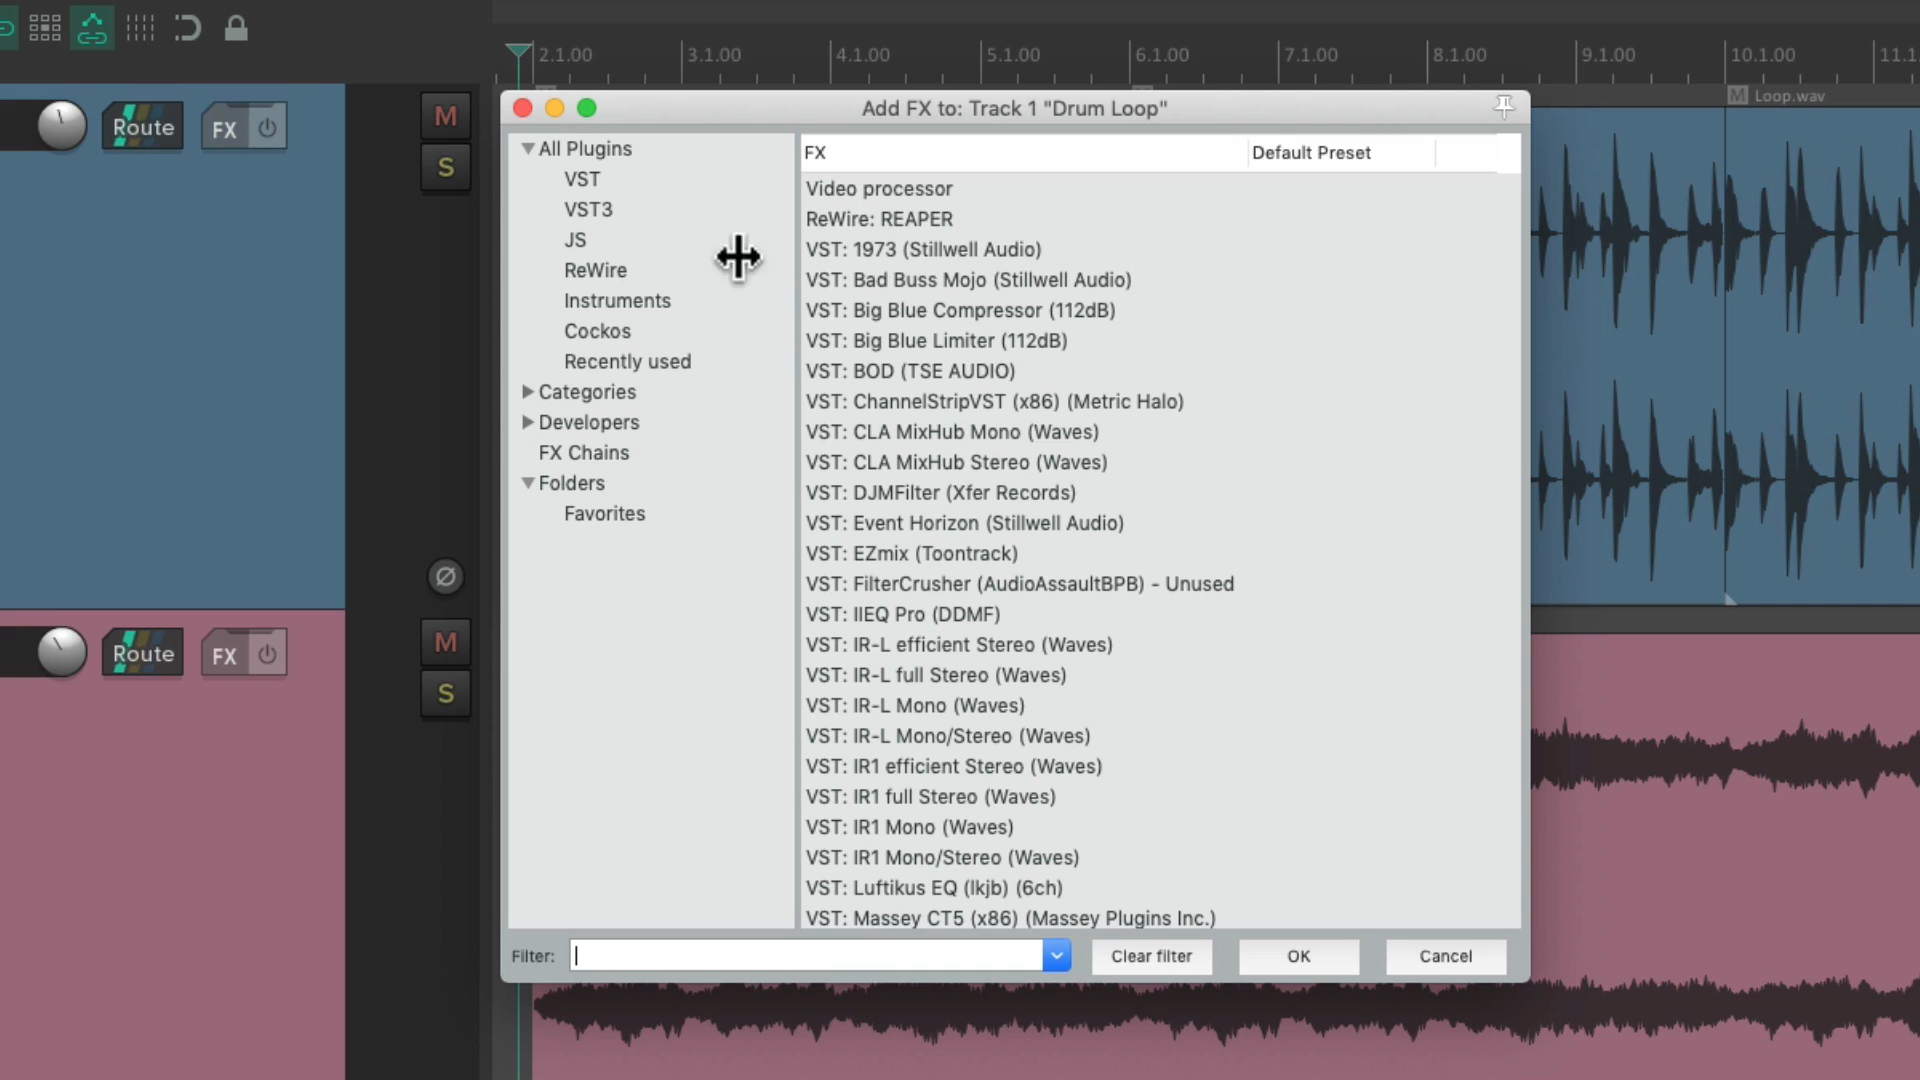 2.1.00 3.1.00 4.1.00 5.1.00 6.1.00 7.1.00 8.1.00 9.1.00 10.1.00 11.1.
M Loop.wav
Route FX M
S
Add FX to: Track 1 "Drum Loop"
All Plugins
VST
VST3
JS
ReWire
Instruments
Cockos
Recently used
Categories
Developers
FX Chains
Folders
Favorites
FX Default Preset
Video processor
ReWire: REAPER
VST: 1973 (Stillwell Audio)
VST: Bad Buss Mojo (Stillwell Audio)
VST: Big Blue Compressor (112dB)
VST: Big Blue Limiter (112dB)
VST: BOD (TSE AUDIO)
VST: ChannelStripVST (x86) (Metric Halo)
VST: CLA MixHub Mono (Waves)
VST: CLA MixHub Stereo (Waves)
VST: DJMFilter (Xfer Records)
VST: Event Horizon (Stillwell Audio)
VST: EZmix (Toontrack)
VST: FilterCrusher (AudioAssaultBPB) - Unused
VST: IIEQ Pro (DDMF)
VST: IR-L efficient Stereo (Waves)
VST: IR-L full Stereo (Waves)
VST: IR-L Mono (Waves)
VST: IR-L Mono/Stereo (Waves)
VST: IR1 efficient Stereo (Waves)
VST: IR1 full Stereo (Waves)
VST: IR1 Mono (Waves)
VST: IR1 Mono/Stereo (Waves)
VST: Luftikus EQ (lkjb) (6ch)
VST: Massey CT5 (x86) (Massey Plugins Inc.)
Filter: Clear filter OK Cancel
Route FX M
S